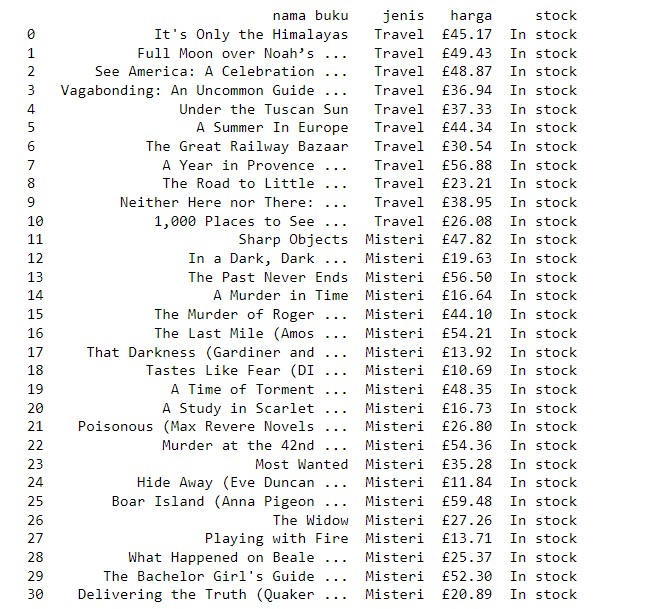 nama buku jenis harga stock
0 It's Only the Himalayas Travel £45.17 In stock
1 Full Moon over Noah’s ... Travel £49.43 In stock
2 See America: A Celebration ... Travel £48.87 In stock
3 Vagabonding: An Uncommon Guide ... Travel £36.94 In stock
4 Under the Tuscan Sun Travel £37.33 In stock
5 A Summer In Europe Travel £44.34 In stock
6 The Great Railway Bazaar Travel £30.54 In stock
7 A Year in Provence ... Travel £56.88 In stock
8 The Road to Little ... Travel £23.21 In stock
9 Neither Here nor There: ... Travel £38.95 In stock
10 1,000 Places to See ... Travel £26.08 In stock
11 Sharp Objects Misteri £47.82 In stock
12 In a Dark, Dark ... Misteri £19.63 In stock
13 The Past Never Ends Misteri £56.50 In stock
14 A Murder in Time Misteri £16.64 In stock
15 The Murder of Roger ... Misteri £44.10 In stock
16 The Last Mile (Amos ... Misteri £54.21 In stock
17 That Darkness (Gardiner and ... Misteri £13.92 In stock
18 Tastes Like Fear (DI ... Misteri £10.69 In stock
19 A Time of Torment ... Misteri £48.35 In stock
20 A Study in Scarlet ... Misteri £16.73 In stock
21 Poisonous (Max Revere Novels ... Misteri £26.80 In stock
22 Murder at the 42nd ... Misteri £54.36 In stock
23 Most Wanted Misteri £35.28 In stock
24 Hide Away (Eve Duncan ... Misteri £11.84 In stock
25 Boar Island (Anna Pigeon ... Misteri £59.48 In stock
26 The Widow Misteri £27.26 In stock
27 Playing with Fire Misteri £13.71 In stock
28 What Happened on Beale ... Misteri £25.37 In stock
29 The Bachelor Girl's Guide ... Misteri £52.30 In stock
30 Delivering the Truth (Quaker ... Misteri £20.89 In stock